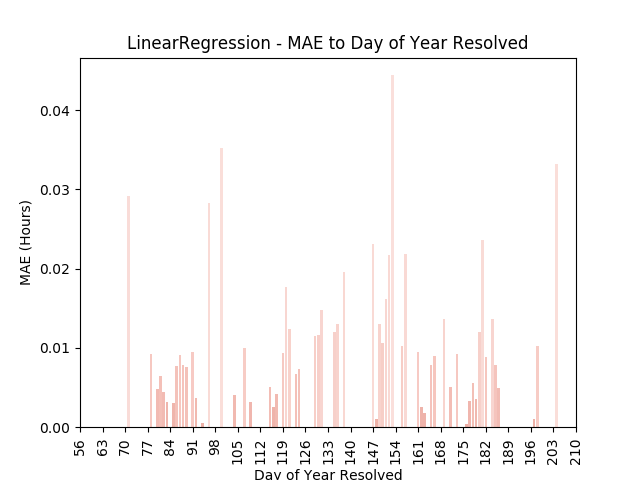 LinearRegression - MAE to Day of Year Resolved
MAE (Hours)
0.04
0.03
0.02
0.01
0.00
56 63 70 77 84 91 98 105 112 119 126 133 140 147 154 161 168 175 182 189 196 203 210
Day of Year Resolved